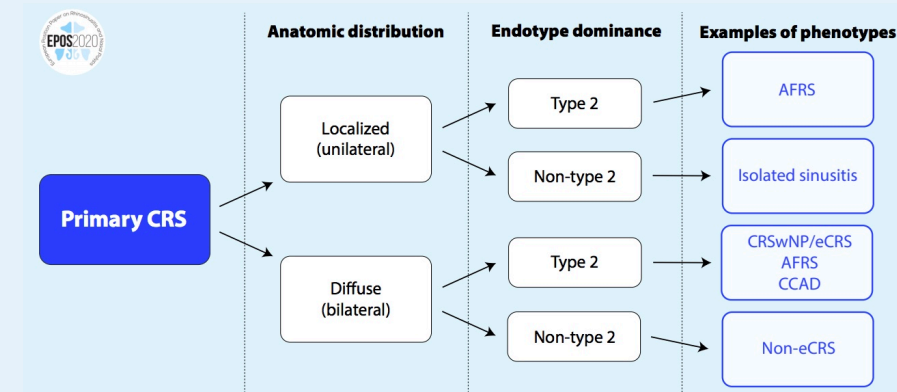 EPOS2020
Anatomic distribution
Endotype dominance
Examples of phenotypes
Primary CRS
Localized
(unilateral)
Type 2
AFRS
Non-type 2
Isolated sinusitis
Diffuse
(bilateral)
Type 2
CRSwNP/eCRS
AFRS
CCAD
Non-type 2
Non-eCRS